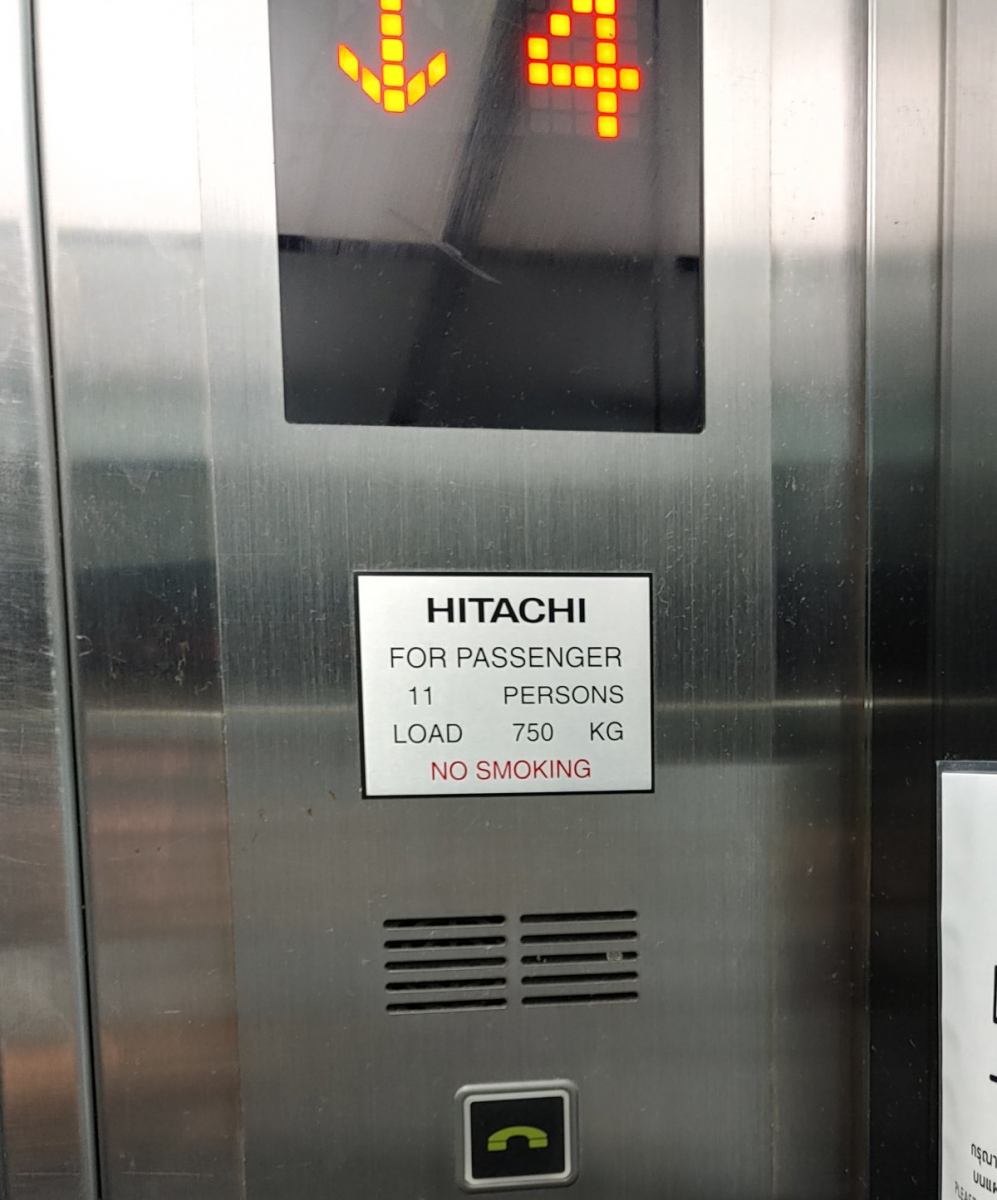 ↓ 4
HITACHI
FOR PASSENGER
11 PERSONS
LOAD 750 KG
NO SMOKING